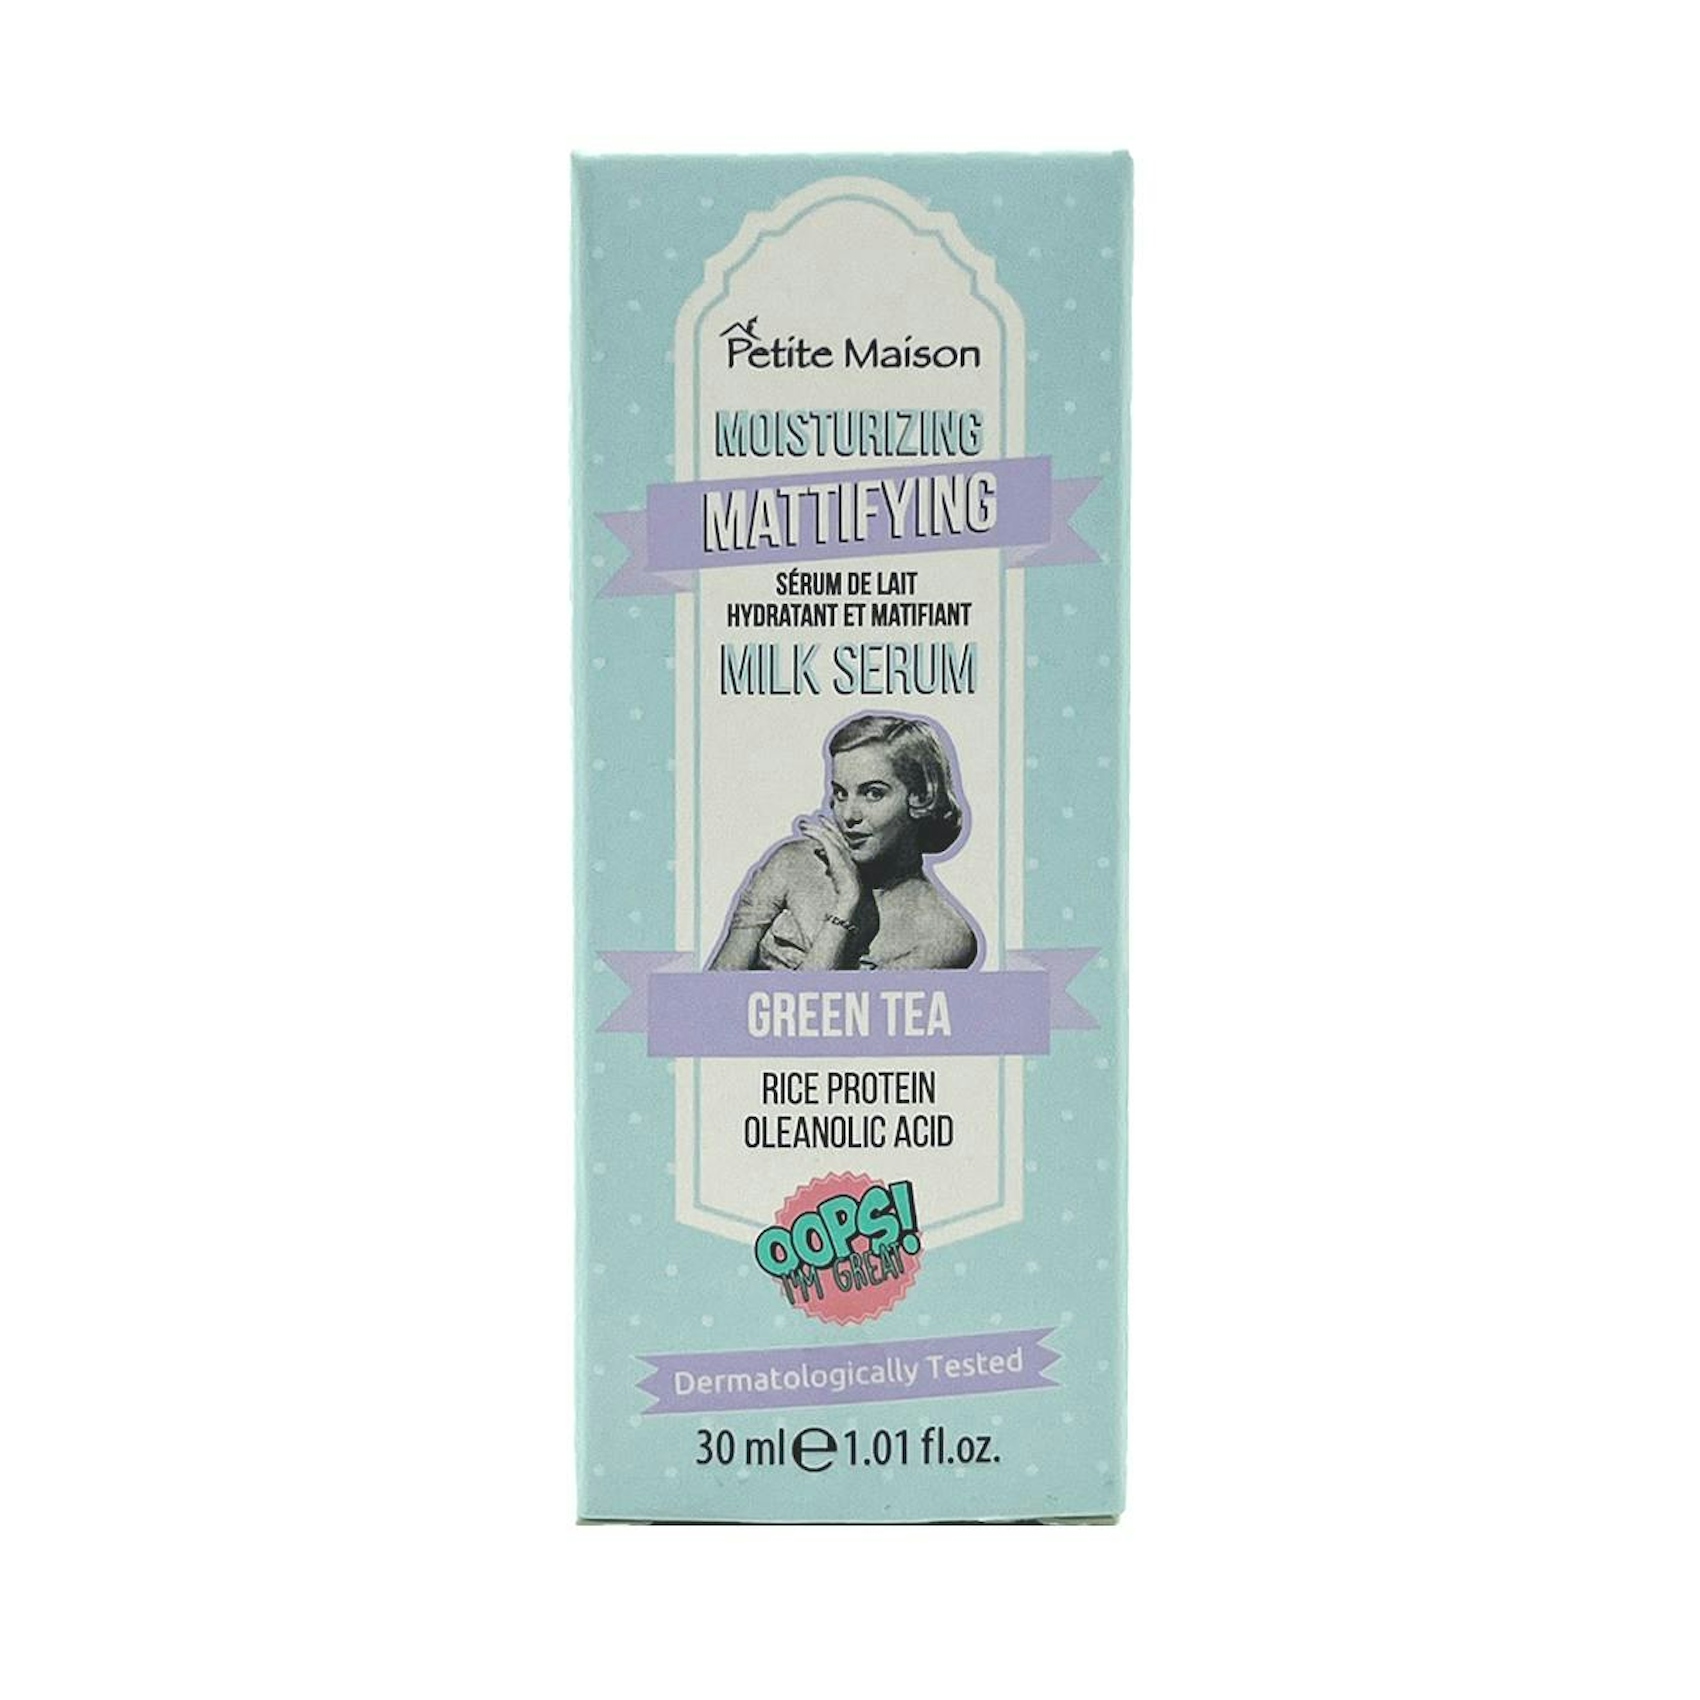 Petite Maison
MOISTURIZING
MATTIFYING
SÉRUM DE LAIT
HYDRATANT ET MATIFIANT
MILK SERUM
GREEN TEA
RICE PROTEIN
OLEANOLIC ACID
OOPS!
I'M GREAT
Dermatologically Tested
30 ml ℮ 1.01 fl.oz.